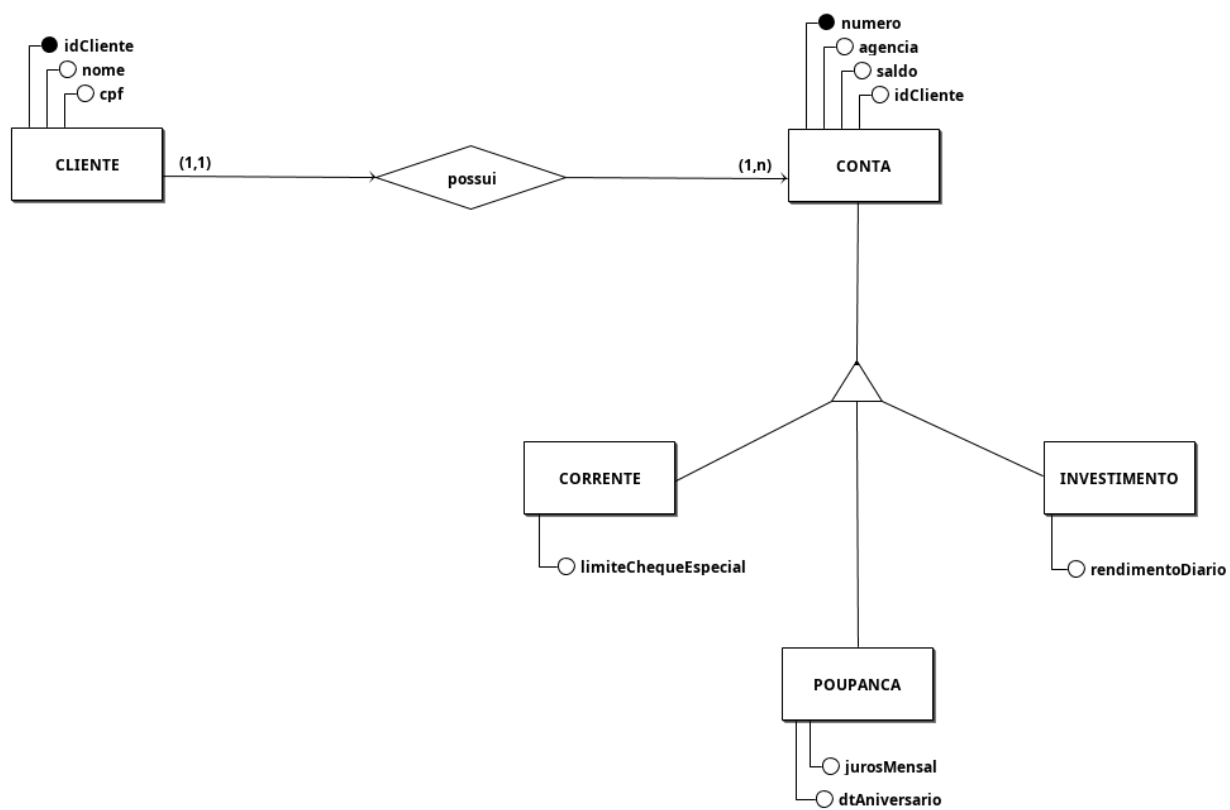 idCliente
nome
cpf
CLIENTE
(1,1)
possui
(1,n)
numero
agencia
saldo
idCliente
CONTA
CORRENTE
limiteChequeEspecial
INVESTIMENTO
rendimentoDiario
POUPANCA
jurosMensal
dtAniversario